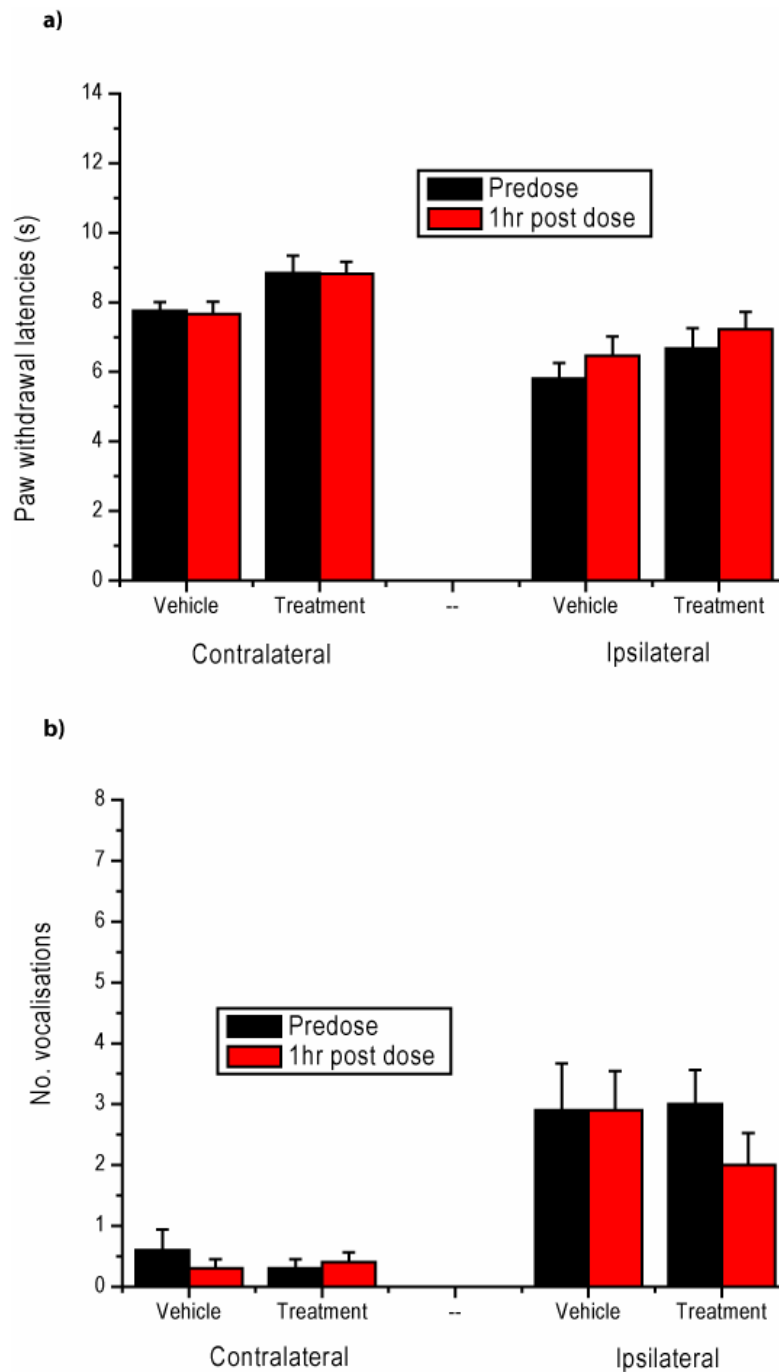 a)
14
12
10
8
6
4
2
0
Paw withdrawal latencies (s)
Predose
1hr post dose
Vehicle Treatment -- Vehicle Treatment
Contralateral Ipsilateral
b)
8
7
6
5
4
3
2
1
0
No. vocalisations
Predose
1hr post dose
Vehicle Treatment -- Vehicle Treatment
Contralateral Ipsilateral